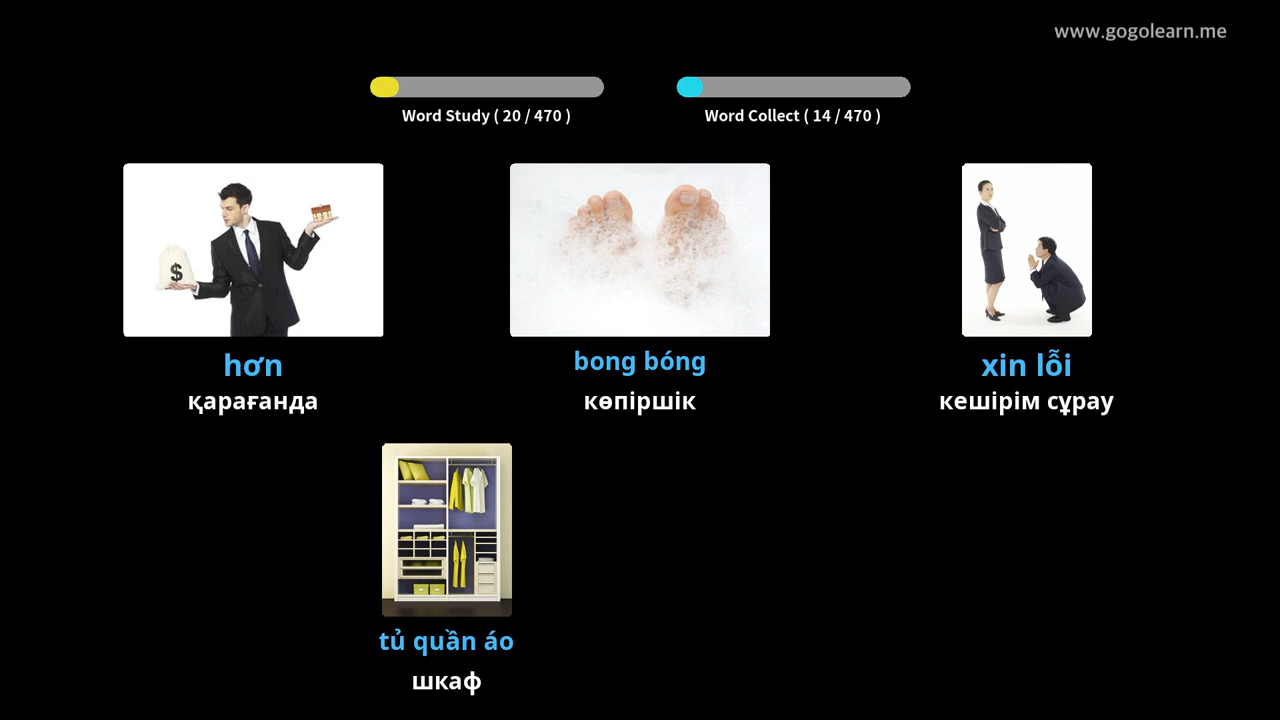 www.gogolearn.me
Word Study ( 20 / 470 )
Word Collect ( 14 / 470 )
$
hơn
қарағанда
bong bóng
көпіршік
xin lỗi
кешірім сұрау
tủ quần áo
шкаф